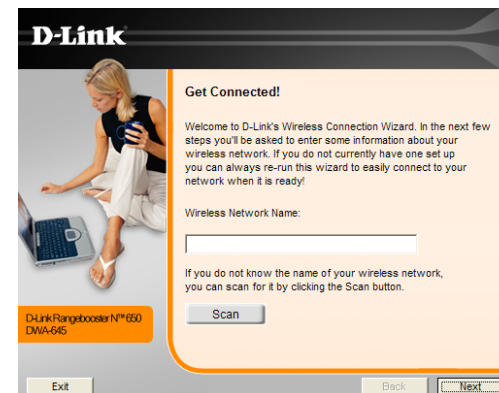 D-Link
Get Connected!
Welcome to D-Link's Wireless Connection Wizard. In the next few
steps you'll be asked to enter some information about your
wireless network. If you do not currently have one set up
you can always re-run this wizard to easily connect to your
network when it is ready!
Wireless Network Name:
If you do not know the name of your wireless network,
you can scan for it by clicking the Scan button.
Scan
D-Link Rangebooster N™ 650
DWA-645
Exit
Back
Next